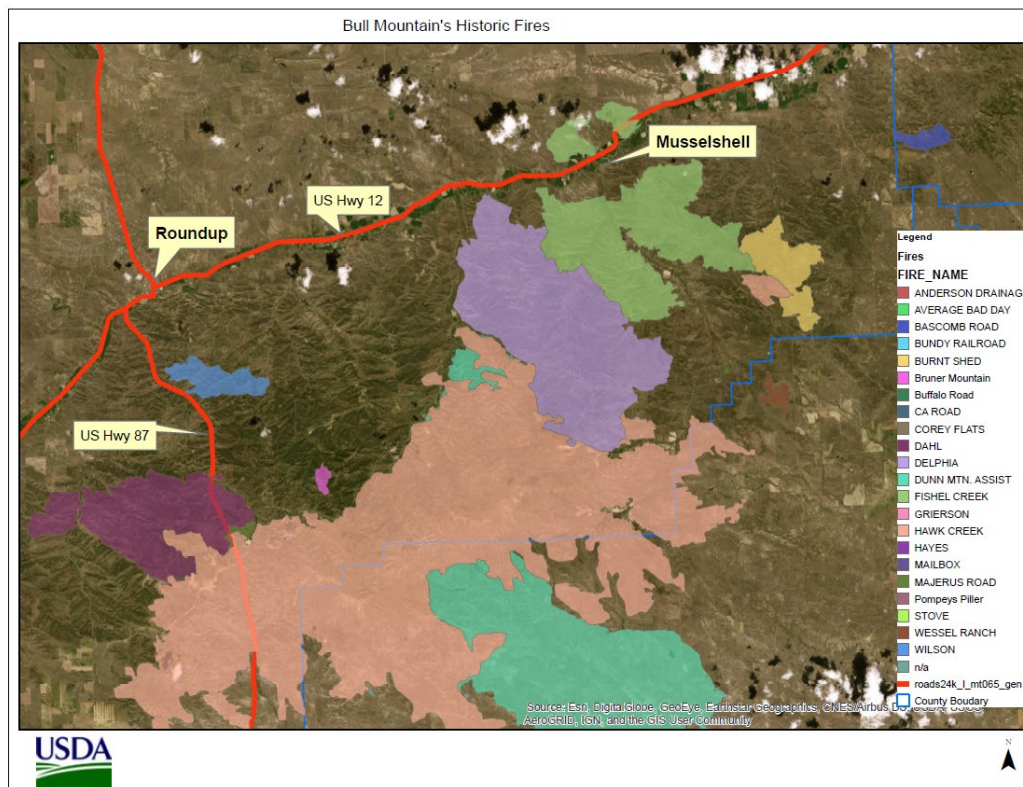 Bull Mountain's Historic Fires
Musselshell
US Hwy 12
Roundup
US Hwy 87
Legend
Fires
FIRE_NAME
ANDERSON DRAINAG
AVERAGE BAD DAY
BASCOMB ROAD
BUNDY RAILROAD
BURNT SHED
Bruner Mountain
Buffalo Road
CA ROAD
COREY FLATS
DAHL
DELPHIA
DUNN MTN. ASSIST
FISHEL CREEK
GRIERSON
HAWK CREEK
HAYES
MAILBOX
MAJERUS ROAD
Pompeys Piller
STOVE
WESSEL RANCH
WILSON
n/a
roads24k_l_mt065_gen
County Boudary
Source: Esri, DigitalGlobe, GeoEye, Earthstar Geographics, CNES/Airbus
AeroGRID, IGN, and the GIS User Community
USDA
N